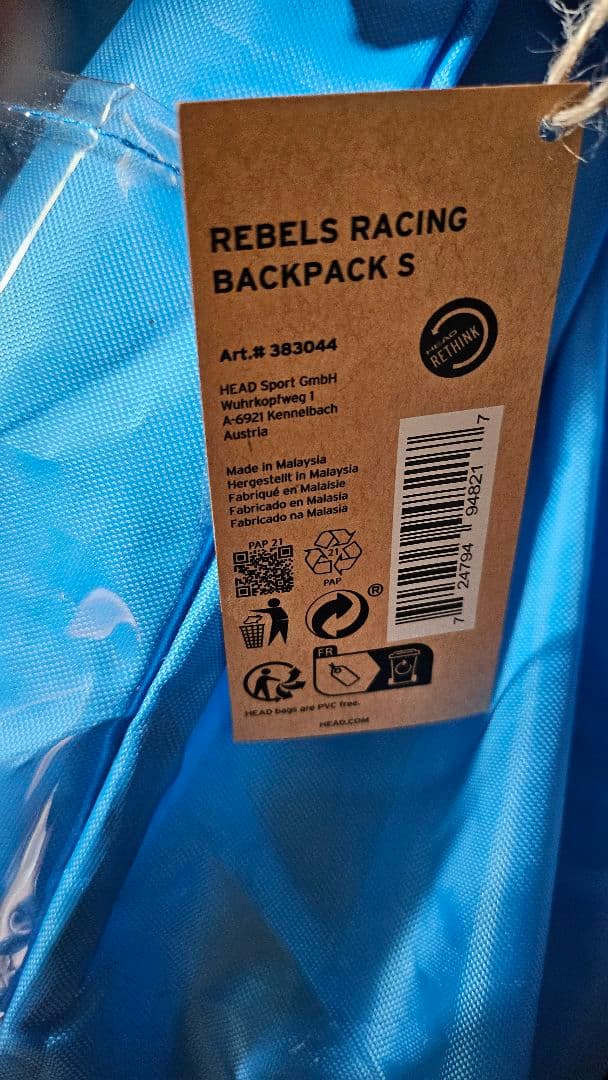 REBELS RACING
BACKPACK S
Art.# 383044
HEAD
RETHINK
HEAD Sport GmbH
Wuhrkopfweg 1
A-6921 Kennelbach
Austria
Made in Malaysia
Hergestellt in Malaysia
Fabriqué en Malaisie
Fabricado en Malasia
Fabricado na Malasia
7 24794 94821 7
PAP 21
21
PAP
®
FR
HEAD bags are PVC free.
HEAD.COM